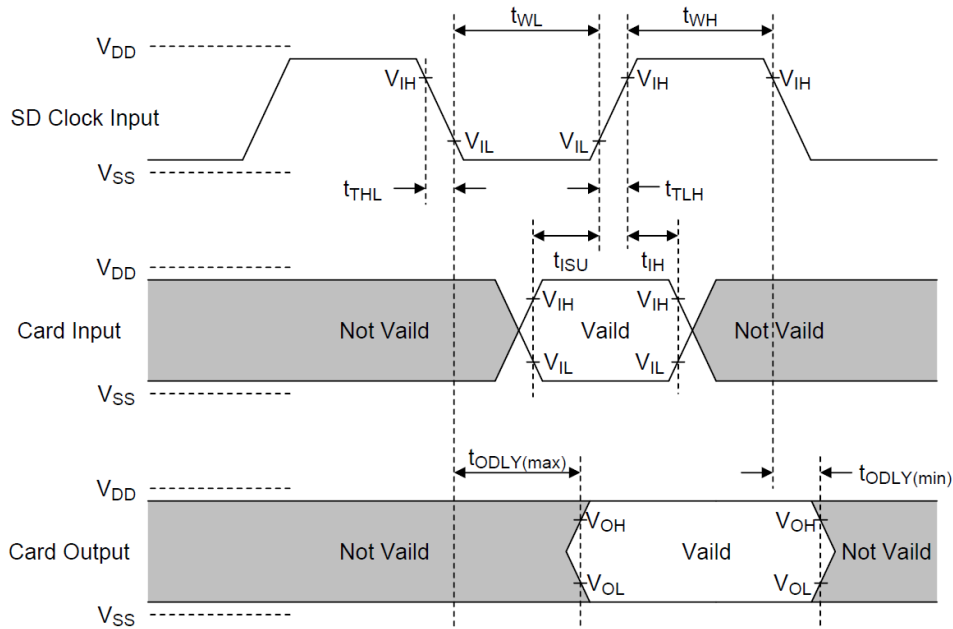 tWL
tWH
VDD
VIH
VIH
VIH
SD Clock Input
VIL
VIL
VSS
tTHL
tTLH
tISU
tIH
VDD
VIH
VIH
Card Input
Not Vaild
Vaild
Not Vaild
VIL
VIL
VSS
tODLY(max)
tODLY(min)
VDD
VOH
VOH
Card Output
Not Vaild
Vaild
Not Vaild
VOL
VOL
VSS